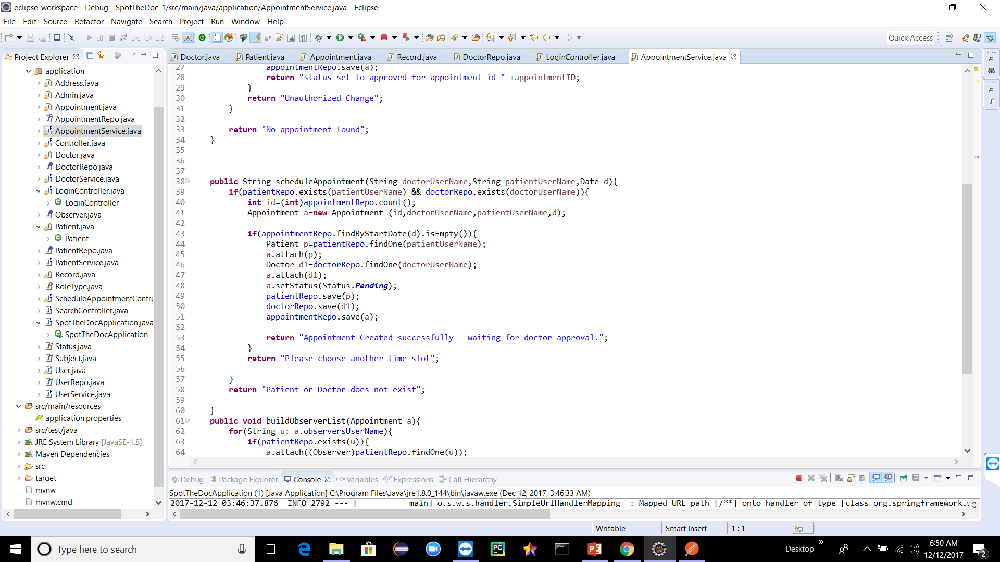 eclipse_workspace - Debug - SpotTheDoc-1/src/main/java/application/AppointmentService.java - Eclipse
File Edit Source Refactor Navigate Search Project Run Window Help
Quick Access
Project Explorer
Doctor.java Patient.java Appointment.java Record.java DoctorRepo.java LoginController.java AppointmentService.java
application
Address.java
Admin.java
Appointment.java
AppointmentRepo.java
AppointmentService.java
Controller.java
Doctor.java
DoctorRepo.java
DoctorService.java
LoginController.java
LoginController
Observer.java
Patient.java
Patient
PatientRepo.java
PatientService.java
Record.java
RoleType.java
ScheduleAppointmentContro
SearchController.java
SpotTheDocApplication.java
SpotTheDocApplication
Status.java
Subject.java
User.java
UserRepo.java
UserService.java
src/main/resources
application.properties
src/test/java
JRE System Library [JavaSE-1.8]
Maven Dependencies
src
target
mvnw
mvnw.cmd
27 appointmentRepo.save(a);
28 return "status set to approved for appointment id " +appointmentID;
29 }
30 return "Unauthorized Change";
31 }
32
33 return "No appointment found";
34 }
35
36
37
38 public String scheduleAppointment(String doctorUserName,String patientUserName,Date d){
39 if(patientRepo.exists(patientUserName) && doctorRepo.exists(doctorUserName)){
40 int id=(int)appointmentRepo.count();
41 Appointment a=new Appointment (id,doctorUserName,patientUserName,d);
42
43 if(appointmentRepo.findByStartDate(d).isEmpty()){
44 Patient p=patientRepo.findOne(patientUserName);
45 a.attach(p);
46 Doctor d1=doctorRepo.findOne(doctorUserName);
47 a.attach(d1);
48 a.setStatus(Status.Pending);
49 patientRepo.save(p);
50 doctorRepo.save(d1);
51 appointmentRepo.save(a);
52
53 return "Appointment Created successfully - waiting for doctor approval.";
54 }
55 return "Please choose another time slot";
56
57 }
58 return "Patient or Doctor does not exist";
59
60 }
61 public void buildObserverList(Appointment a){
62 for(String u: a.observersUserName){
63 if(patientRepo.exists(u)){
64 a.attach((Observer)patientRepo.findOne(u));
Debug Package Explorer Console Variables Expressions Call Hierarchy
SpotTheDocApplication (1) [Java Application] C:\Program Files\Java\jre1.8.0_144\bin\javaw.exe (Dec 12, 2017, 3:46:33 AM)
2017-12-12 03:46:37.876 INFO 2792 --- [ main] o.s.w.s.handler.SimpleUrlHandlerMapping : Mapped URL path [/**] onto handler of type [class org.springframework.
Writable Smart Insert 1 : 1
Type here to search
Desktop
6:50 AM
12/12/2017
2